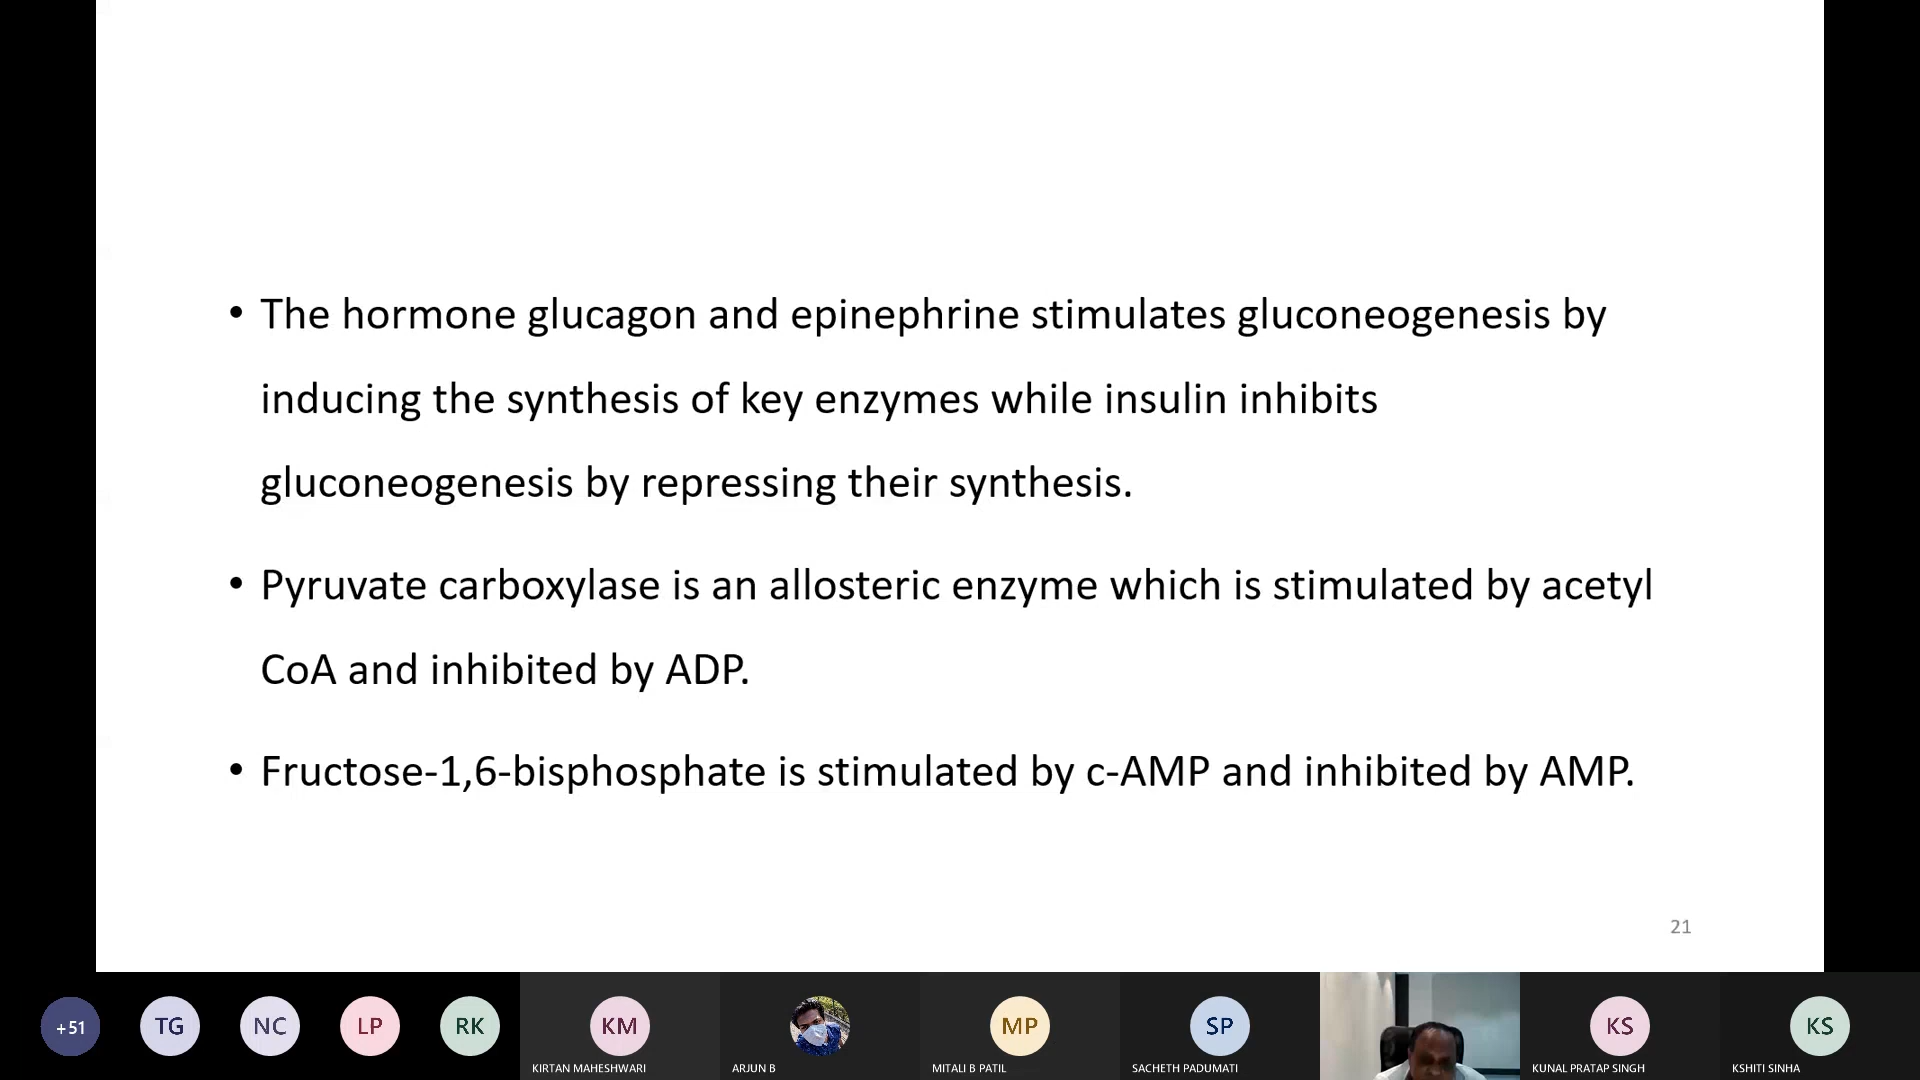 • The hormone glucagon and epinephrine stimulates gluconeogenesis by
inducing the synthesis of key enzymes while insulin inhibits
gluconeogenesis by repressing their synthesis.
• Pyruvate carboxylase is an allosteric enzyme which is stimulated by acetyl
CoA and inhibited by ADP.
• Fructose-1,6-bisphosphate is stimulated by c-AMP and inhibited by AMP.
21
+51
TG
NC
LP
RK
KM
KIRTAN MAHESHWARI
ARJUN B
MP
MITALI B PATIL
SP
SACHETH PADUMATI
KS
KUNAL PRATAP SINGH
KS
KSHITI SINHA